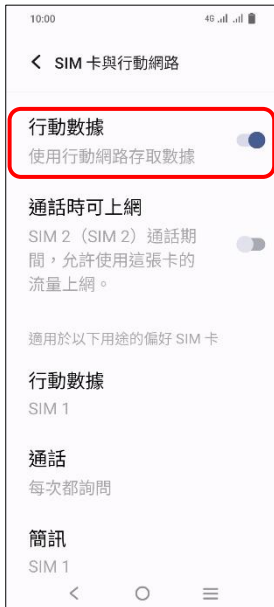 10:00
4G
SIM 卡與行動網路
行動數據
使用行動網路存取數據
通話時可上網
SIM 2（SIM 2）通話期
間，允許使用這張卡的
流量上網。
適用於以下用途的偏好 SIM 卡
行動數據
SIM 1
通話
每次都詢問
簡訊
SIM 1